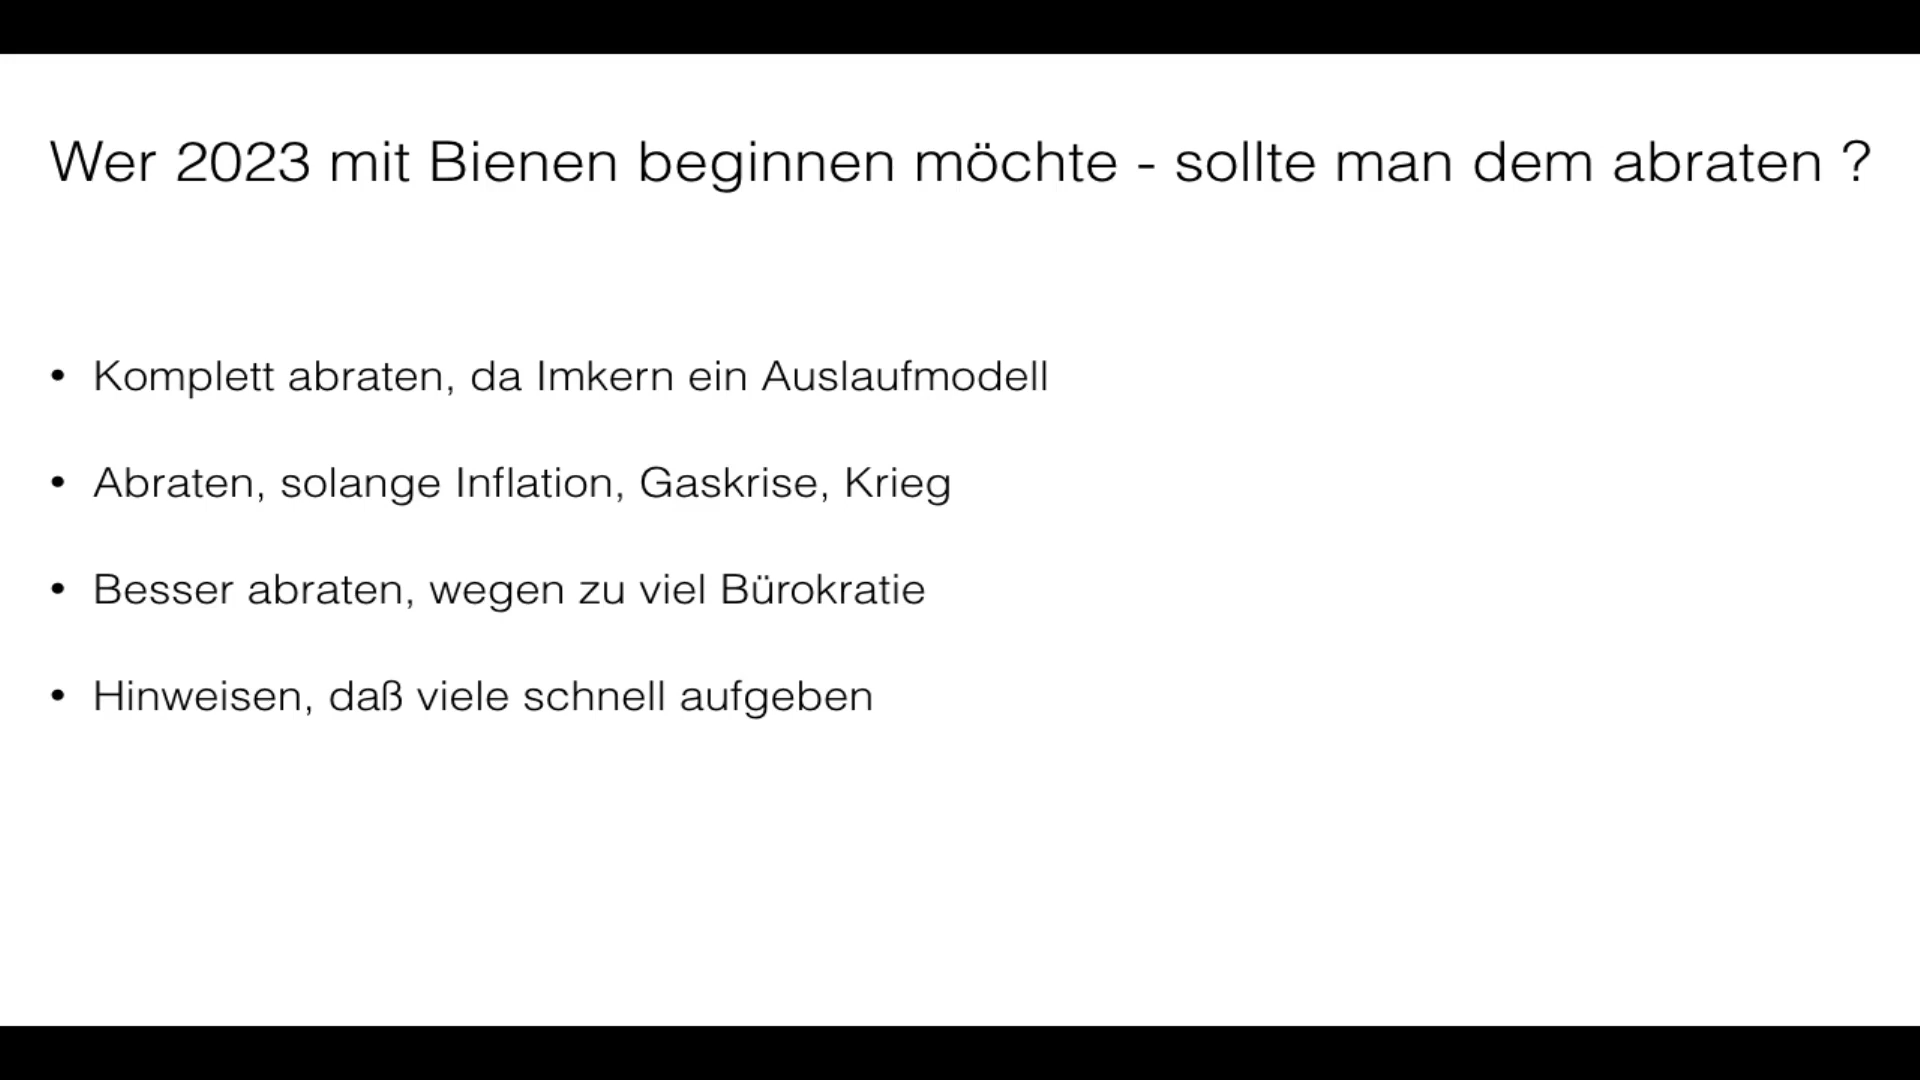 Wer 2023 mit Bienen beginnen möchte - sollte man dem abraten ?
• Komplett abraten, da Imkern ein Auslaufmodell
• Abraten, solange Inflation, Gaskrise, Krieg
• Besser abraten, wegen zu viel Bürokratie
• Hinweisen, daß viele schnell aufgeben